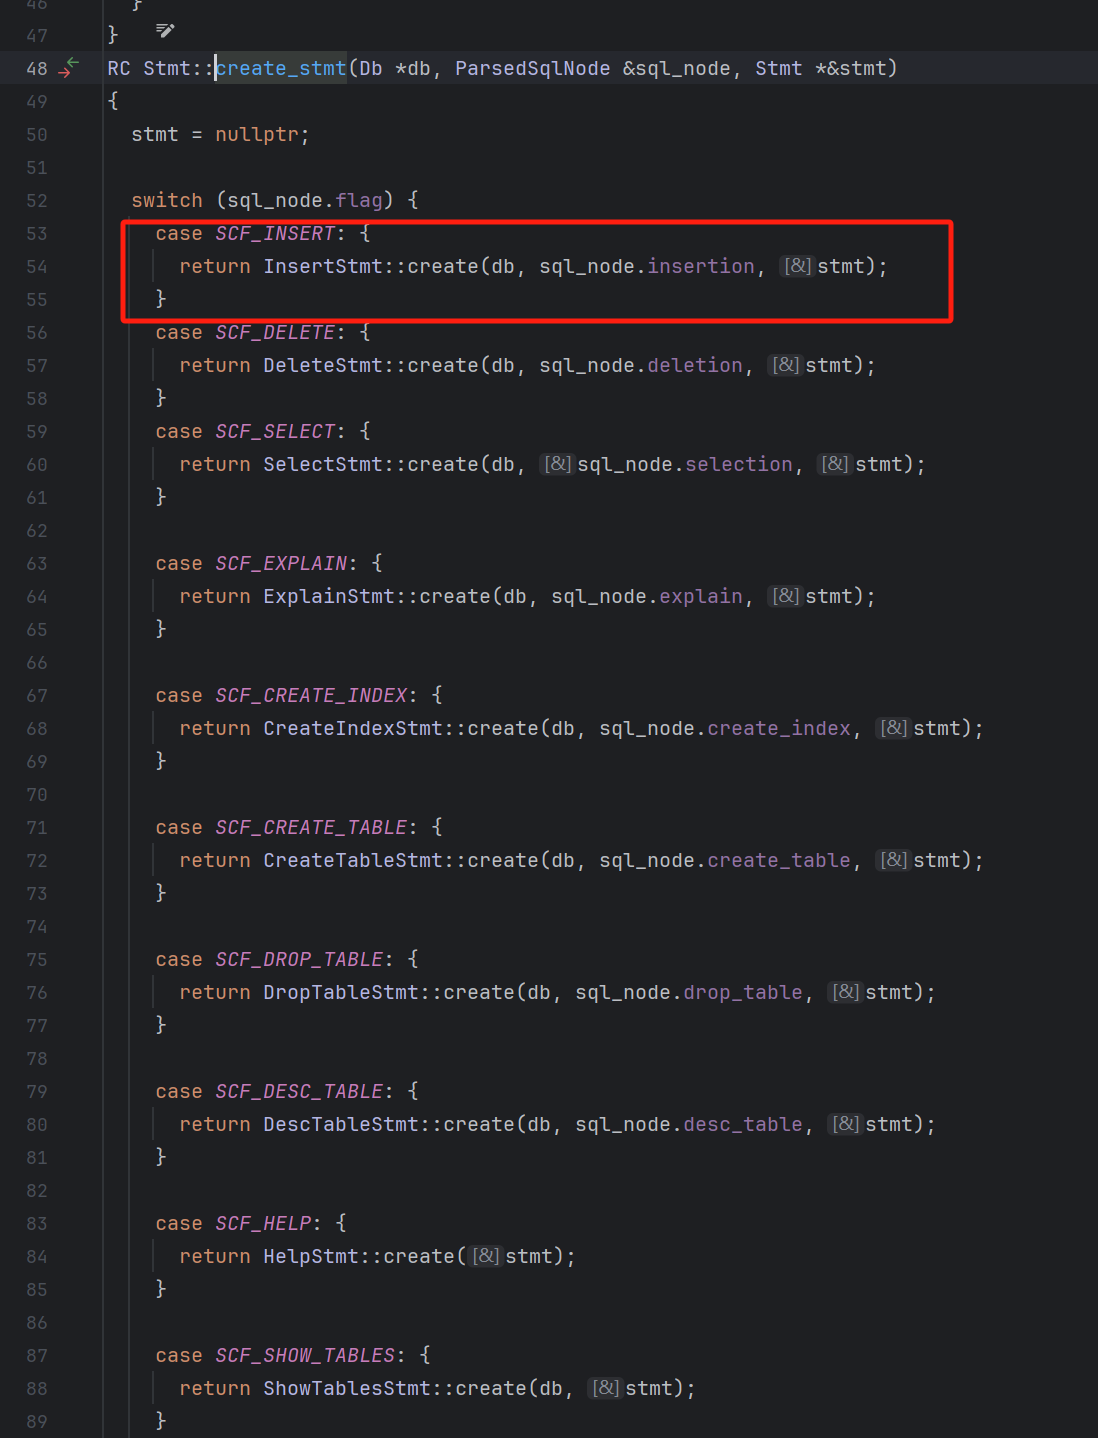 46 }
47 }
48 RC Stmt::create_stmt(Db *db, ParsedSqlNode &sql_node, Stmt *&stmt)
49 {
50 stmt = nullptr;
51
52 switch (sql_node.flag) {
53 case SCF_INSERT: {
54 return InsertStmt::create(db, sql_node.insertion, [&]stmt);
55 }
56 case SCF_DELETE: {
57 return DeleteStmt::create(db, sql_node.deletion, [&]stmt);
58 }
59 case SCF_SELECT: {
60 return SelectStmt::create(db, [&]sql_node.selection, [&]stmt);
61 }
62
63 case SCF_EXPLAIN: {
64 return ExplainStmt::create(db, sql_node.explain, [&]stmt);
65 }
66
67 case SCF_CREATE_INDEX: {
68 return CreateIndexStmt::create(db, sql_node.create_index, [&]stmt);
69 }
70
71 case SCF_CREATE_TABLE: {
72 return CreateTableStmt::create(db, sql_node.create_table, [&]stmt);
73 }
74
75 case SCF_DROP_TABLE: {
76 return DropTableStmt::create(db, sql_node.drop_table, [&]stmt);
77 }
78
79 case SCF_DESC_TABLE: {
80 return DescTableStmt::create(db, sql_node.desc_table, [&]stmt);
81 }
82
83 case SCF_HELP: {
84 return HelpStmt::create([&]stmt);
85 }
86
87 case SCF_SHOW_TABLES: {
88 return ShowTablesStmt::create(db, [&]stmt);
89 }